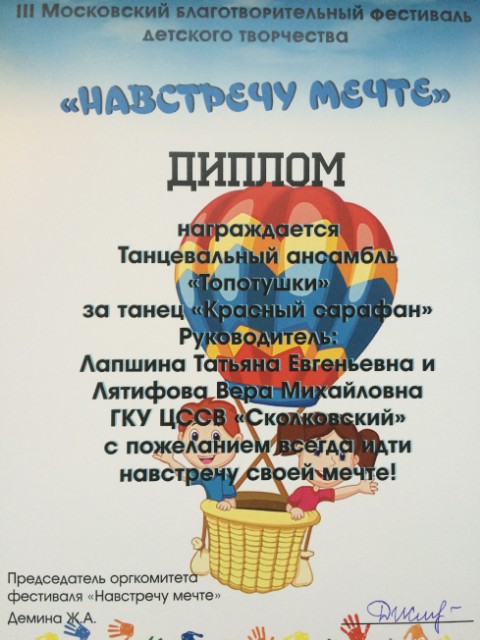 III Московский Благотворительный фестиваль
детского творчества
«НАВСТРЕЧУ МЕЧТЕ»
ДИПЛОМ
награждается
Танцевальный ансамбль
«Топотушки»
за танец «Красный сарафан»
Руководитель:
Лапшина Татьяна Евгеньевна и
Лятифова Вера Михайловна
ГКУ ЦССВ «Сколковский»
с пожеланием всегда идти
навстречу своей мечте!
Председатель оргкомитета
фестиваля «Навстречу мечте»
Демина Ж.А.